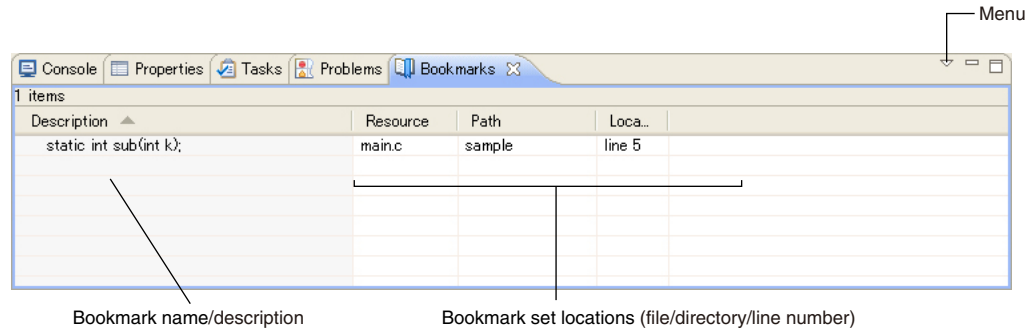 Menu
Console Properties Tasks Problems Bookmarks
1 items
Description Resource Path Loca...
static int sub(int k); main.c sample line 5
Bookmark name/description Bookmark set locations (file/directory/line number)